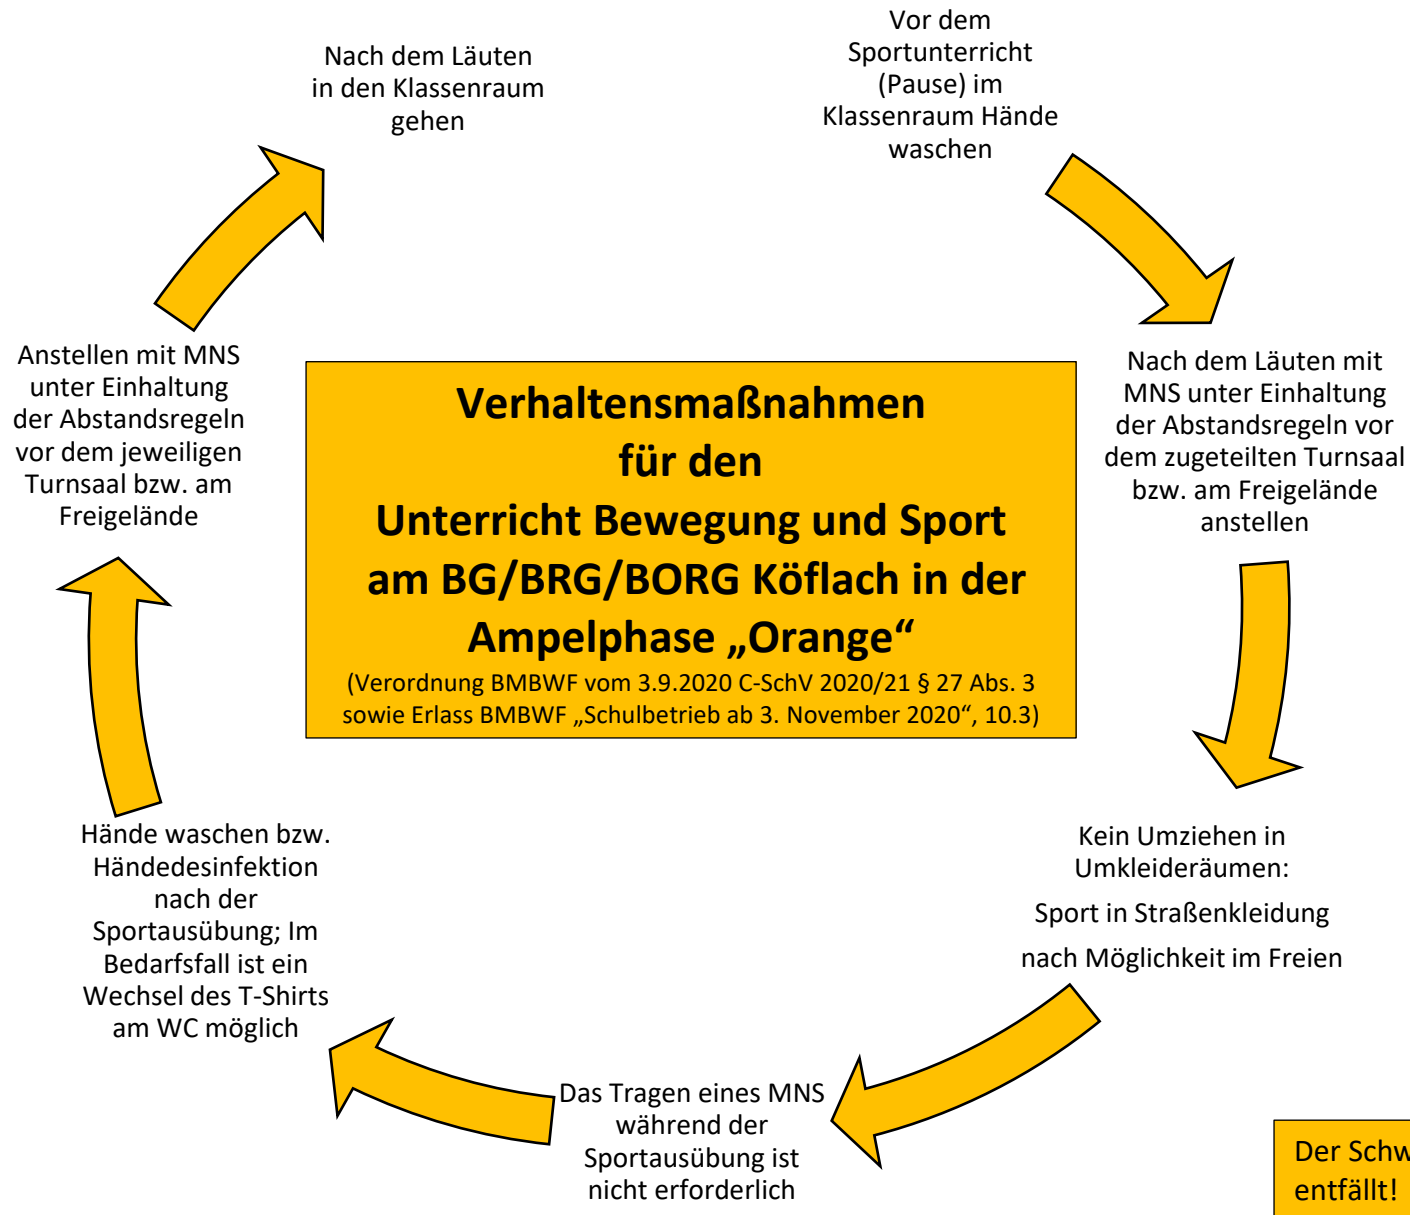 Vor dem
Sportunterricht
(Pause) im
Klassenraum Hände
waschen
Nach dem Läuten mit
MNS unter Einhaltung
der Abstandsregeln vor
dem zugeteilten Turnsaal
bzw. am Freigelände
anstellen
Kein Umziehen in
Umkleideräumen:
Sport in Straßenkleidung
nach Möglichkeit im Freien
Das Tragen eines MNS
während der
Sportausübung ist
nicht erforderlich
Hände waschen bzw.
Händedesinfektion
nach der
Sportausübung; Im
Bedarfsfall ist ein
Wechsel des T-Shirts
am WC möglich
Anstellen mit MNS
unter Einhaltung
der Abstandsregeln
vor dem jeweiligen
Turnsaal bzw. am
Freigelände
Nach dem Läuten
in den Klassenraum
gehen
Verhaltensmaßnahmen
für den
Unterricht Bewegung und Sport
am BG/BRG/BORG Köflach in der
Ampelphase „Orange“
(Verordnung BMBWF vom 3.9.2020 C-SchV 2020/21 § 27 Abs. 3
sowie Erlass BMBWF „Schulbetrieb ab 3. November 2020“, 10.3)
Der
entfällt!